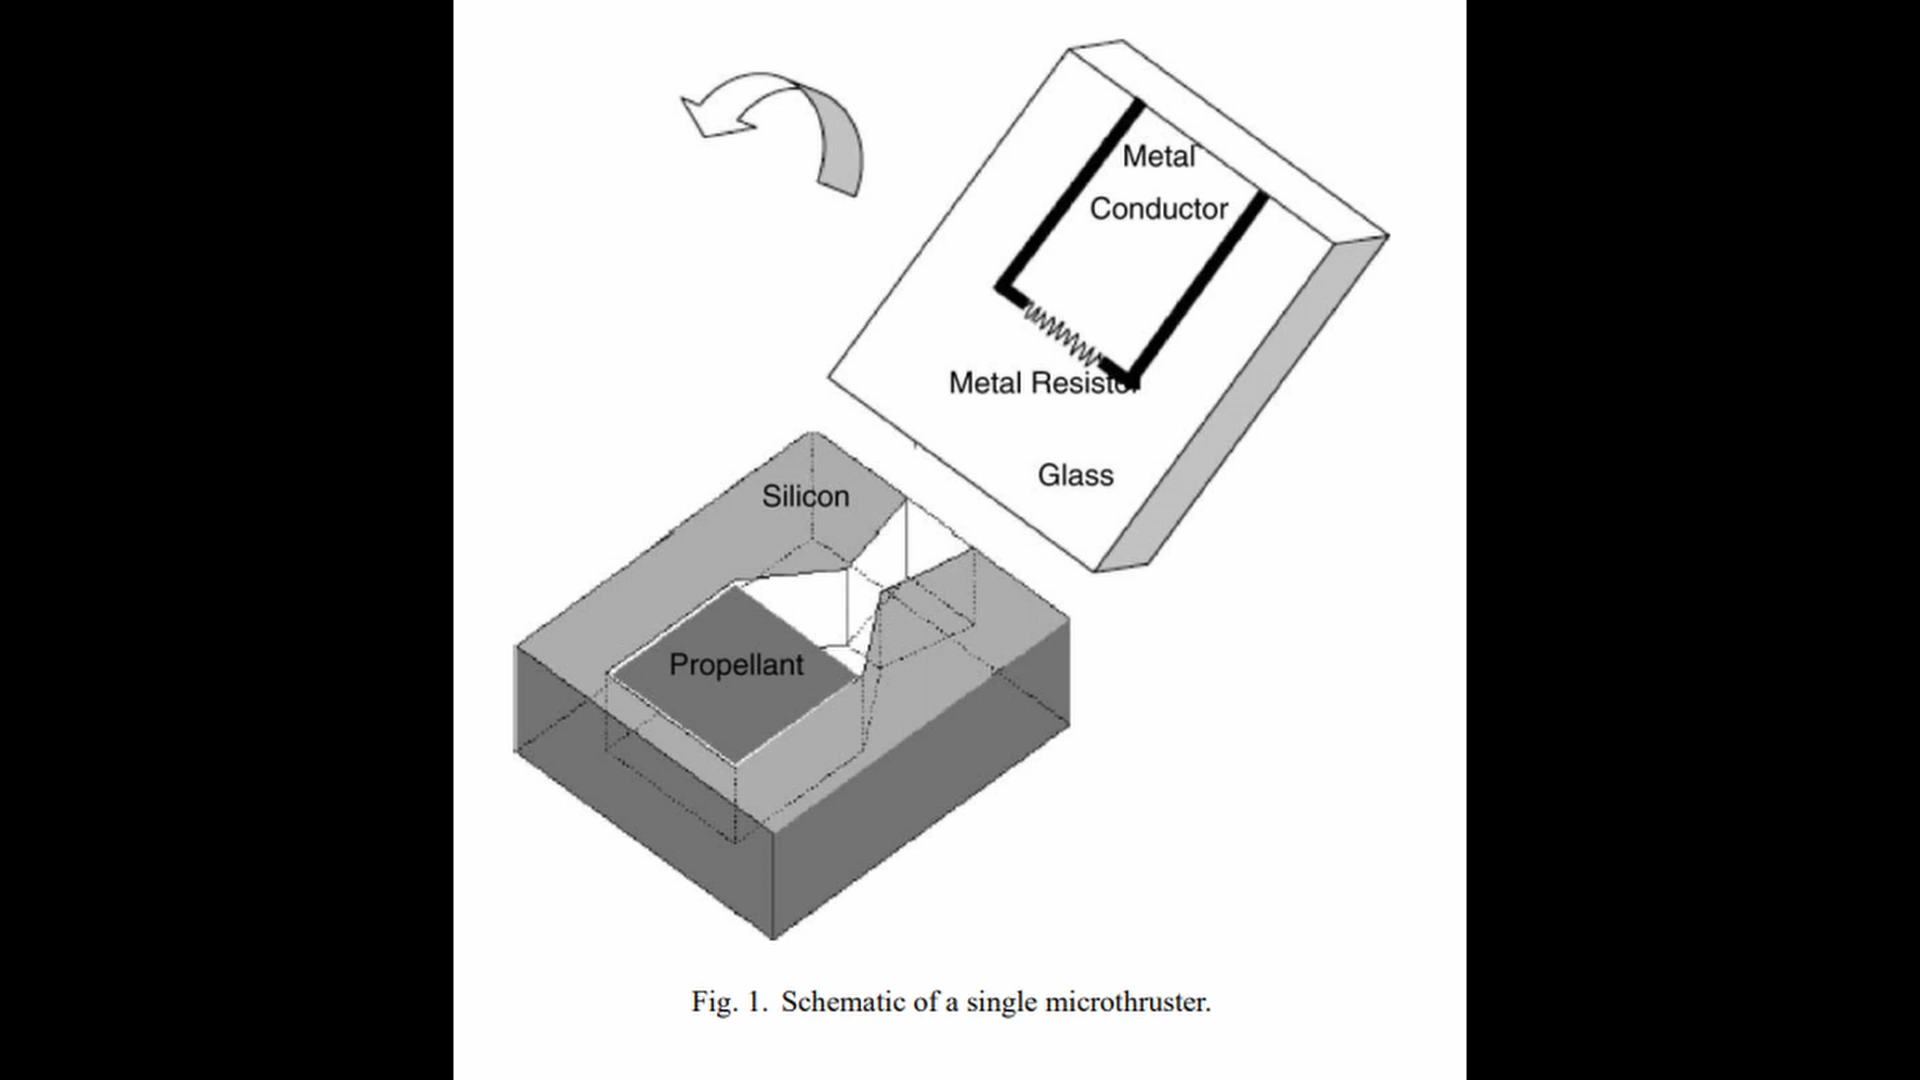 Metal
Conductor
Metal Resistor
Glass
Silicon
Propellant
Fig. 1. Schematic of a single microthruster.